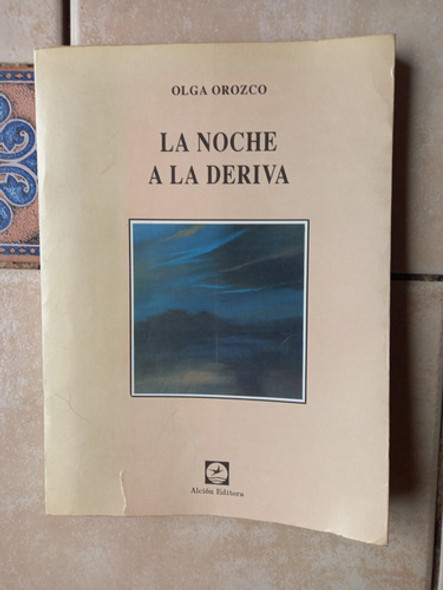 OLGA OROZCO
LA NOCHE
A LA DERIVA
Alción Editora